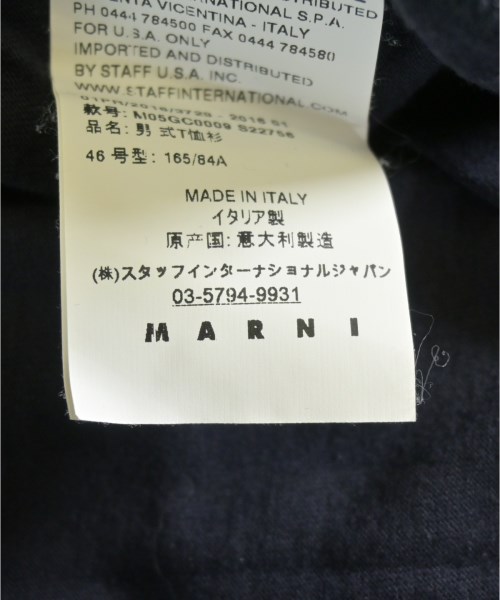 DISTRIBUTED
INTERNATIONAL S.P.A.
VICENTINA - ITALY
PH 0444 784500 FAX 0444 784580
FOR U.S.A. ONLY
IMPORTED AND DISTRIBUTED
BY STAFF U.S.A. INC.
WWW.STAFFINTERNATIONAL.COM
款号: M05GC0009 S22756
品名: 男 式T恤衫
46 号型: 165/84A
MADE IN ITALY
イタリア製
原产国: 意大利製造
(株)スタッフインターナショナルジャパン
03-5794-9931
MARNI